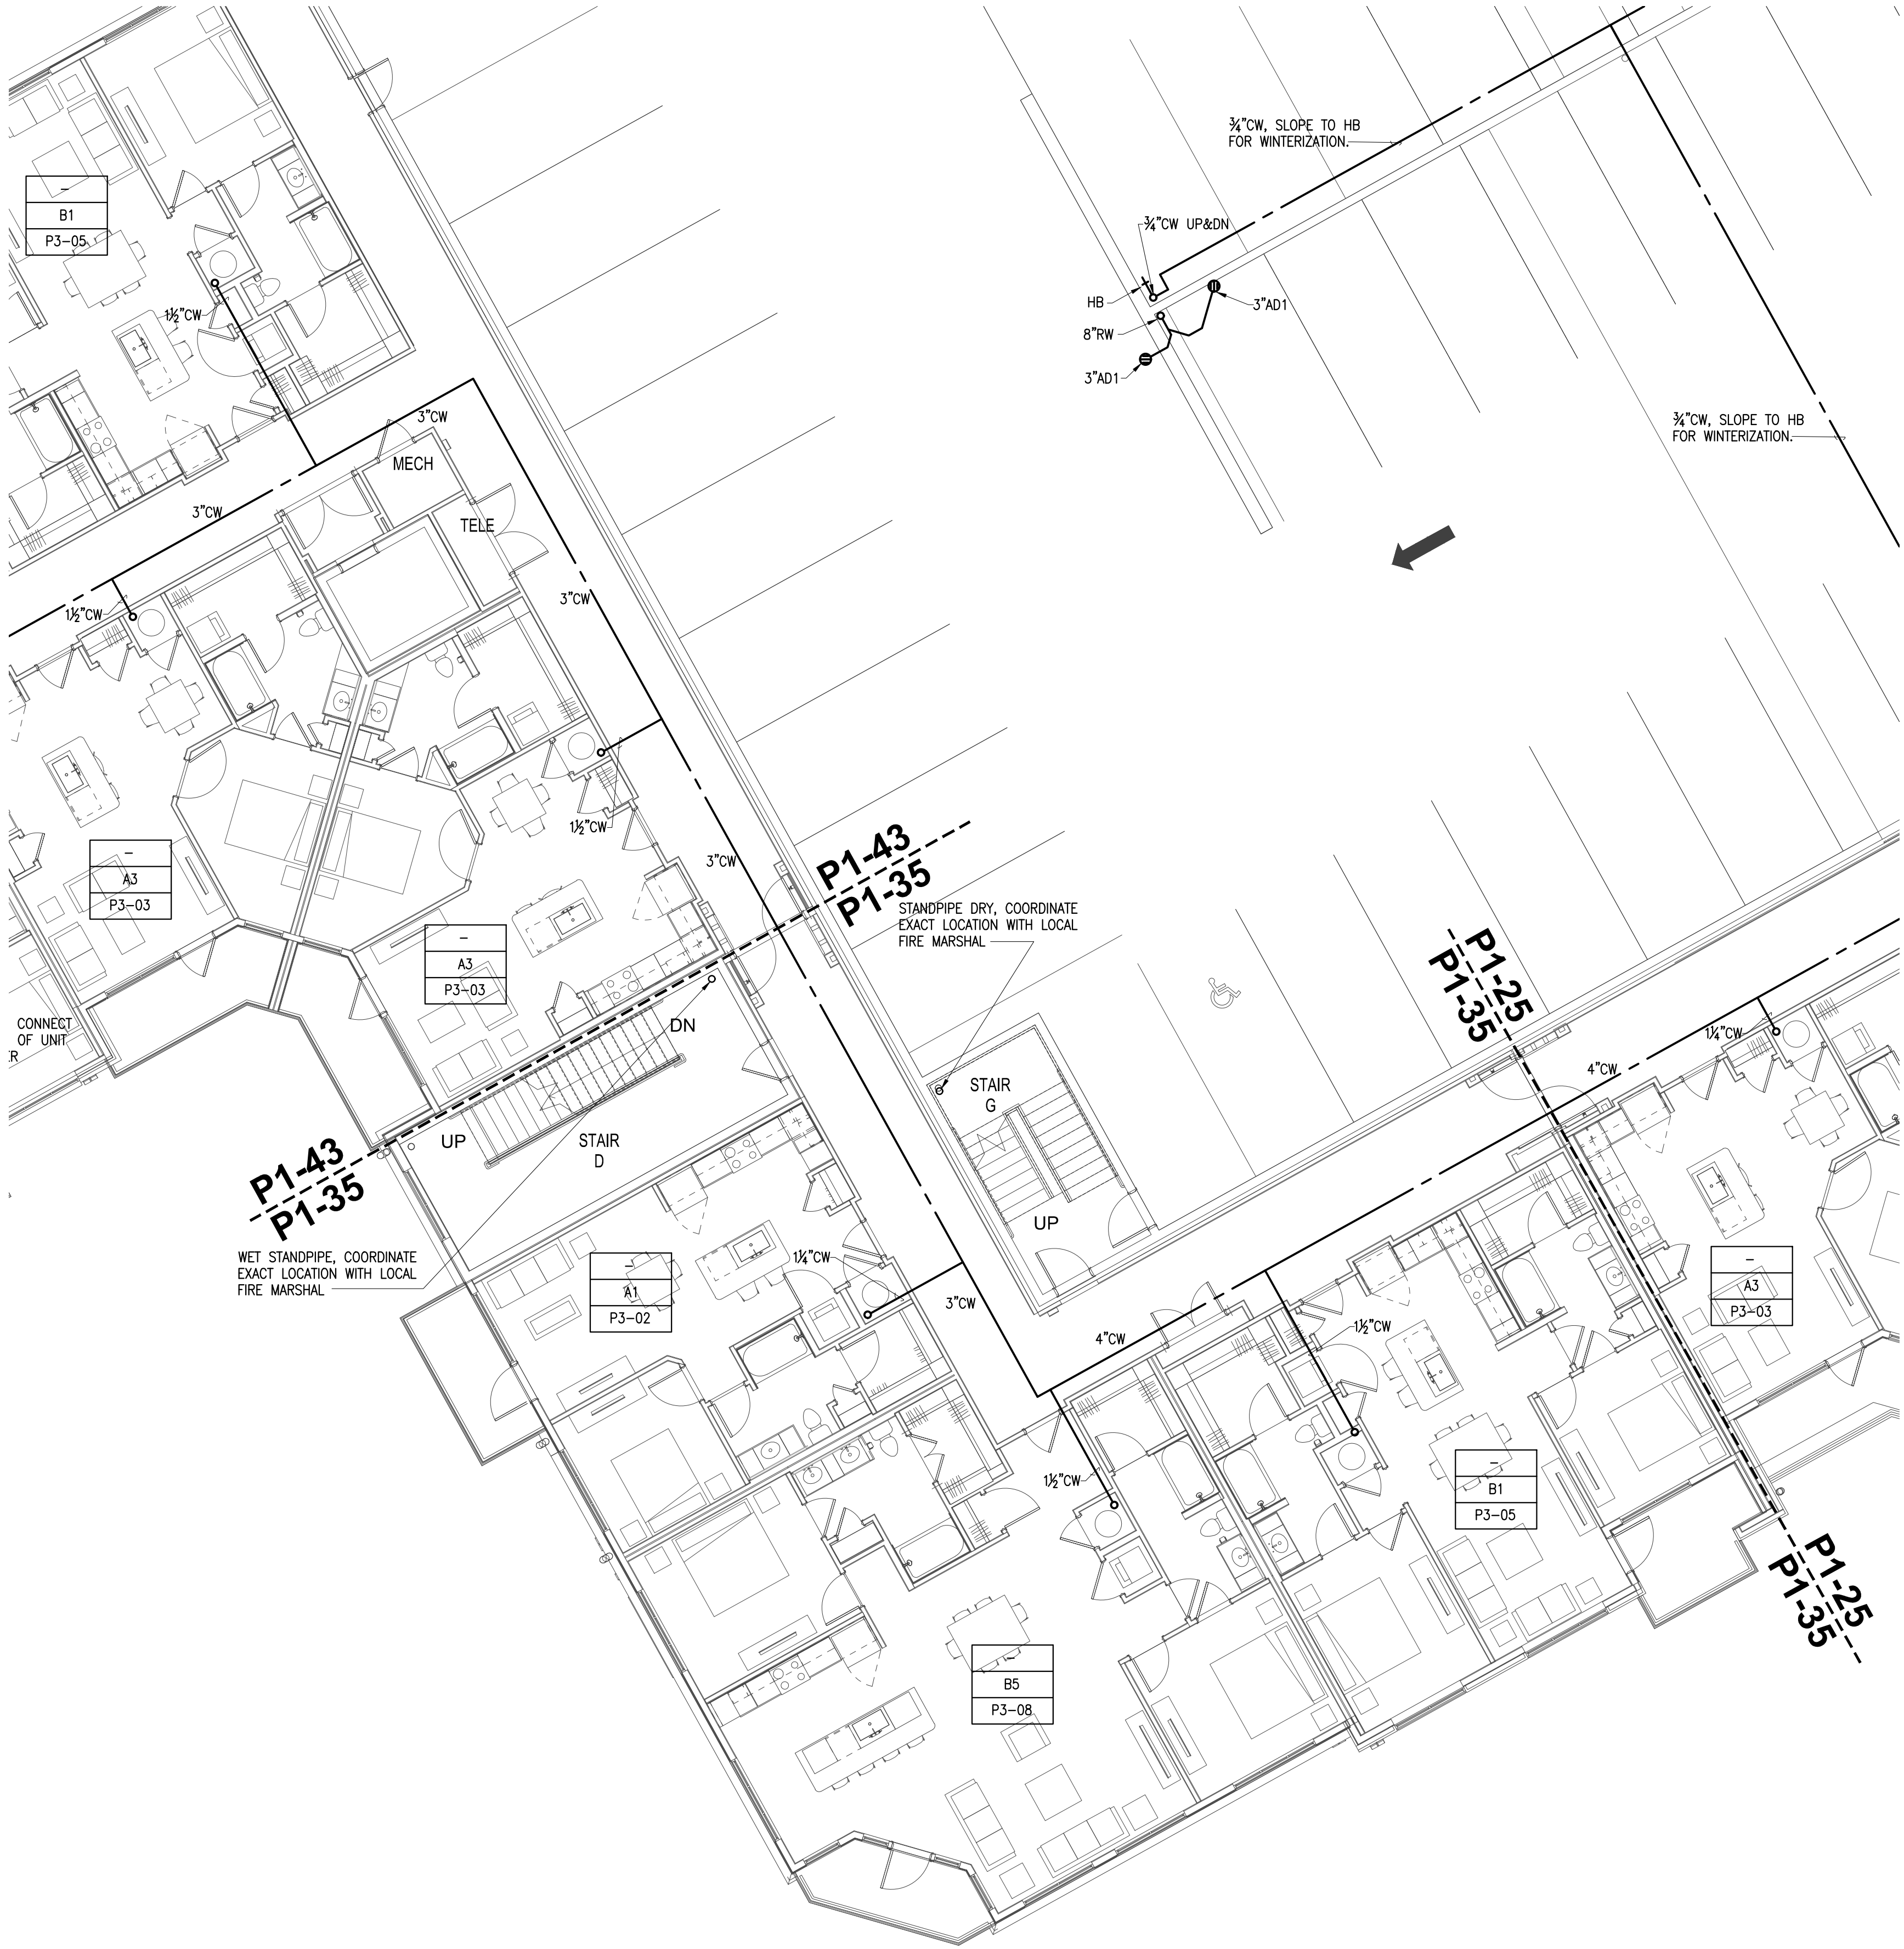 ¾"CW, SLOPE TO HB
FOR WINTERIZATION.
–
B1
P3-05
¾"CW UP&DN
HB
3"AD1
8"RW
3"AD1
1½"CW
3"CW
¾"CW, SLOPE TO HB
FOR WINTERIZATION.
MECH
3"CW
TELE
3"CW
1½"CW
1½"CW
–
A3
P3-03
3"CW
P1-43
P1-35
STANDPIPE DRY, COORDINATE
EXACT LOCATION WITH LOCAL
FIRE MARSHAL
–
A3
P3-03
P1-25
P1-35
CONNECT
OF UNIT
ER
DN
1¼"CW
4"CW
STAIR
G
UP
STAIR
D
P1-43
P1-35
UP
WET STANDPIPE, COORDINATE
EXACT LOCATION WITH LOCAL
FIRE MARSHAL
–
A1
P3-02
1¼"CW
3"CW
–
A3
P3-03
4"CW
1½"CW
1½"CW
–
B1
P3-05
P1-25
P1-35
–
B5
P3-08